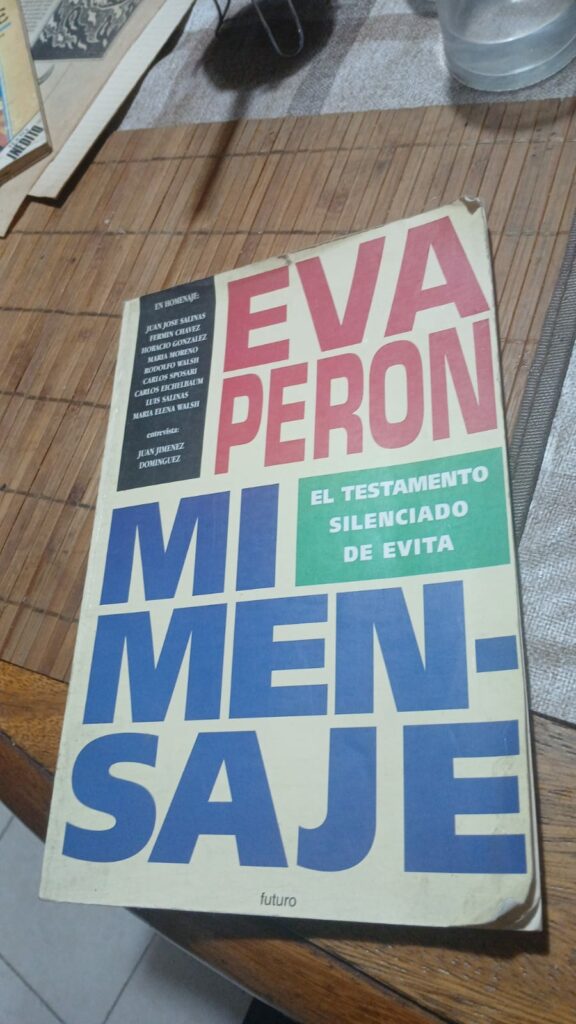 INÉDITO
EN HOMENAJE:
JUAN JOSE SALINAS
FERMIN CHAVEZ
HORACIO GONZALEZ
MARIA MORENO
RODOLFO WALSH
CARLOS SPOSARI
CARLOS EICHELBAUM
LUIS SALINAS
MARIA ELENA WALSH
entrevista:
JUAN JIMENEZ
DOMINGUEZ
EVA
PERON
EL TESTAMENTO
SILENCIADO
DE EVITA
MI
MEN-
SAJE
futuro